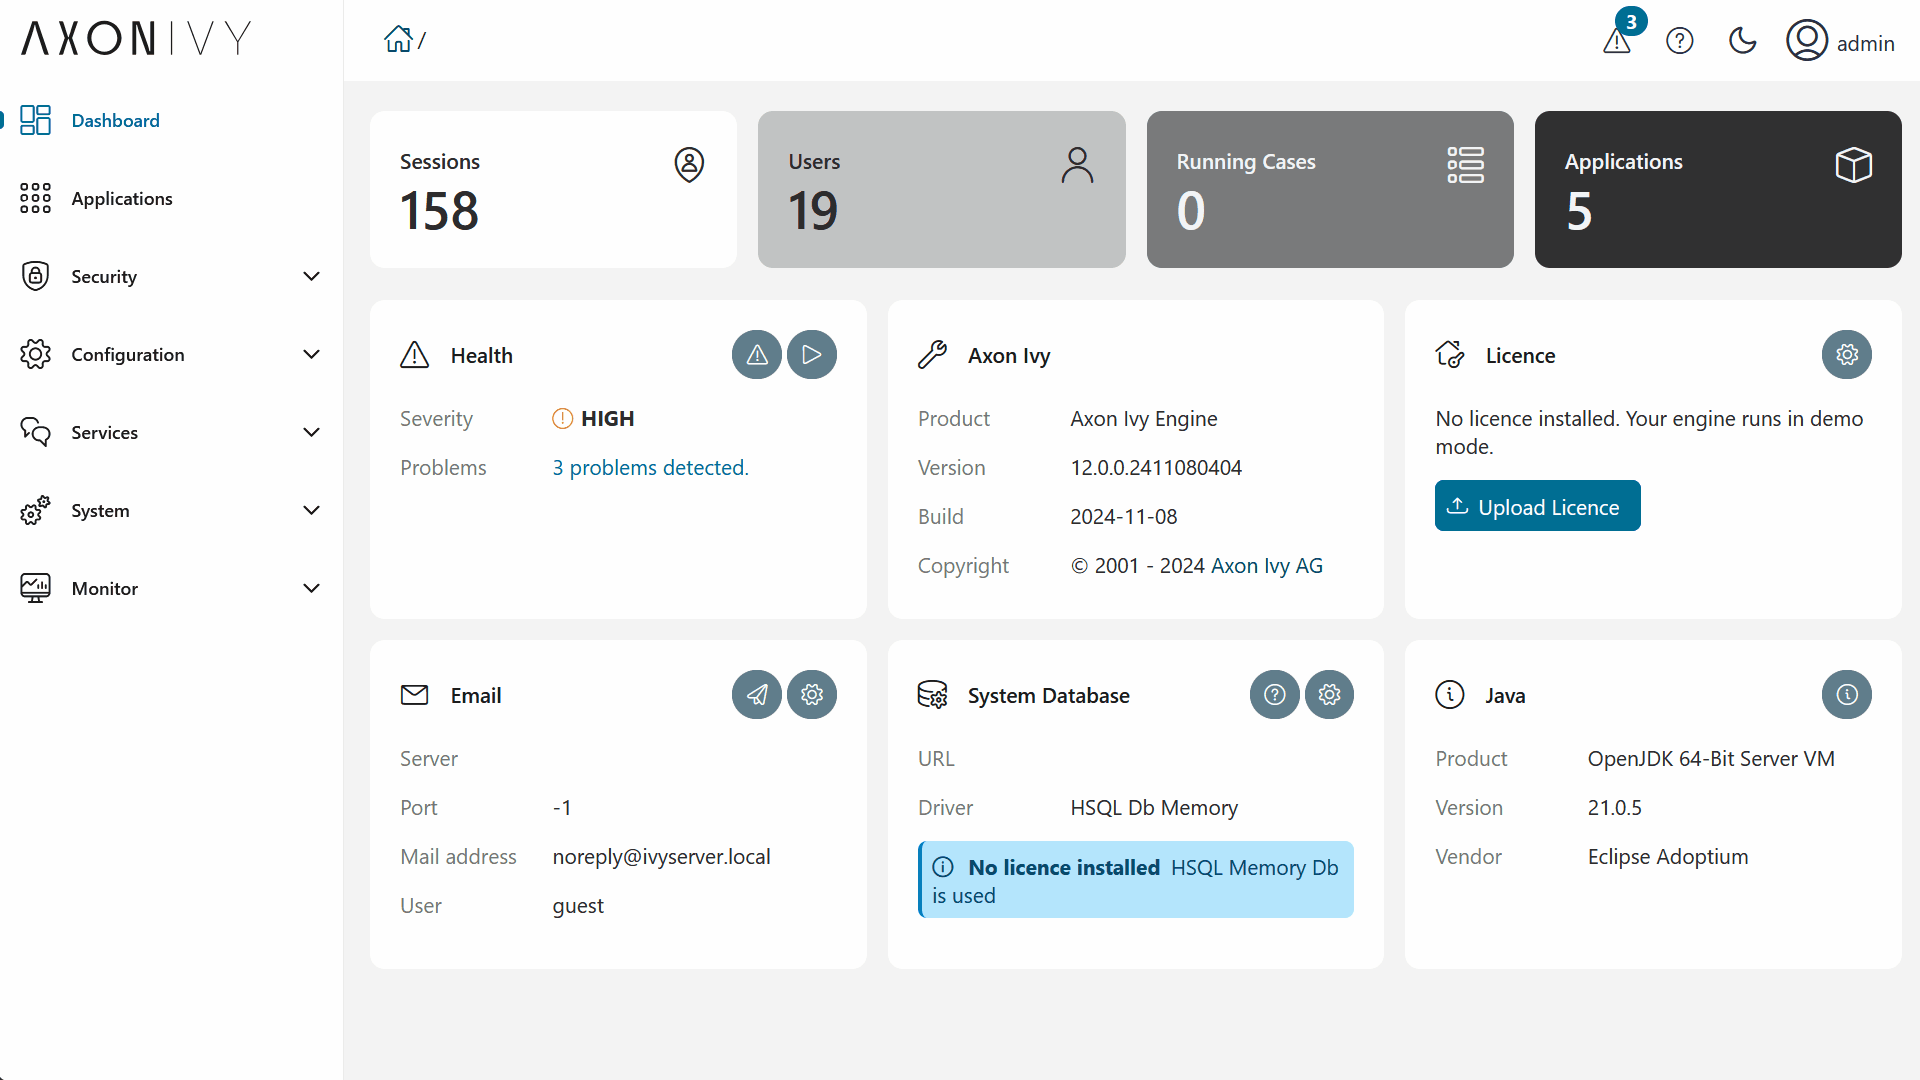 AXONIVY
/
3
admin
Dashboard
Applications
Security
Configuration
Services
System
Monitor
Sessions
158
Users
19
Running Cases
0
Applications
5
Health
Severity HIGH
Problems 3 problems detected.
Axon Ivy
Product Axon Ivy Engine
Version 12.0.0.2411080404
Build 2024-11-08
Copyright © 2001 - 2024 Axon Ivy AG
Licence
No licence installed. Your engine runs in demo
mode.
Upload Licence
Email
Server
Port -1
Mail address noreply@ivyserver.local
User guest
System Database
URL
Driver HSQL Db Memory
No licence installed HSQL Memory Db
is used
Java
Product OpenJDK 64-Bit Server VM
Version 21.0.5
Vendor Eclipse Adoptium